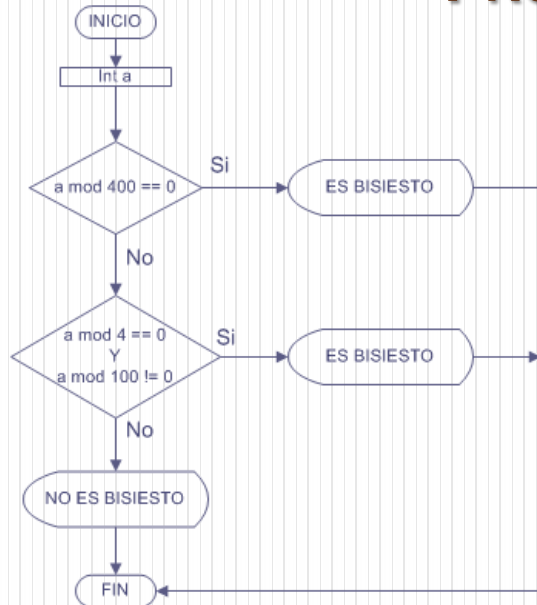 INICIO
Int a
a mod 400 == 0
Si
ES BISIESTO
No
a mod 4 == 0
Y
a mod 100 != 0
Si
ES BISIESTO
No
NO ES BISIESTO
FIN